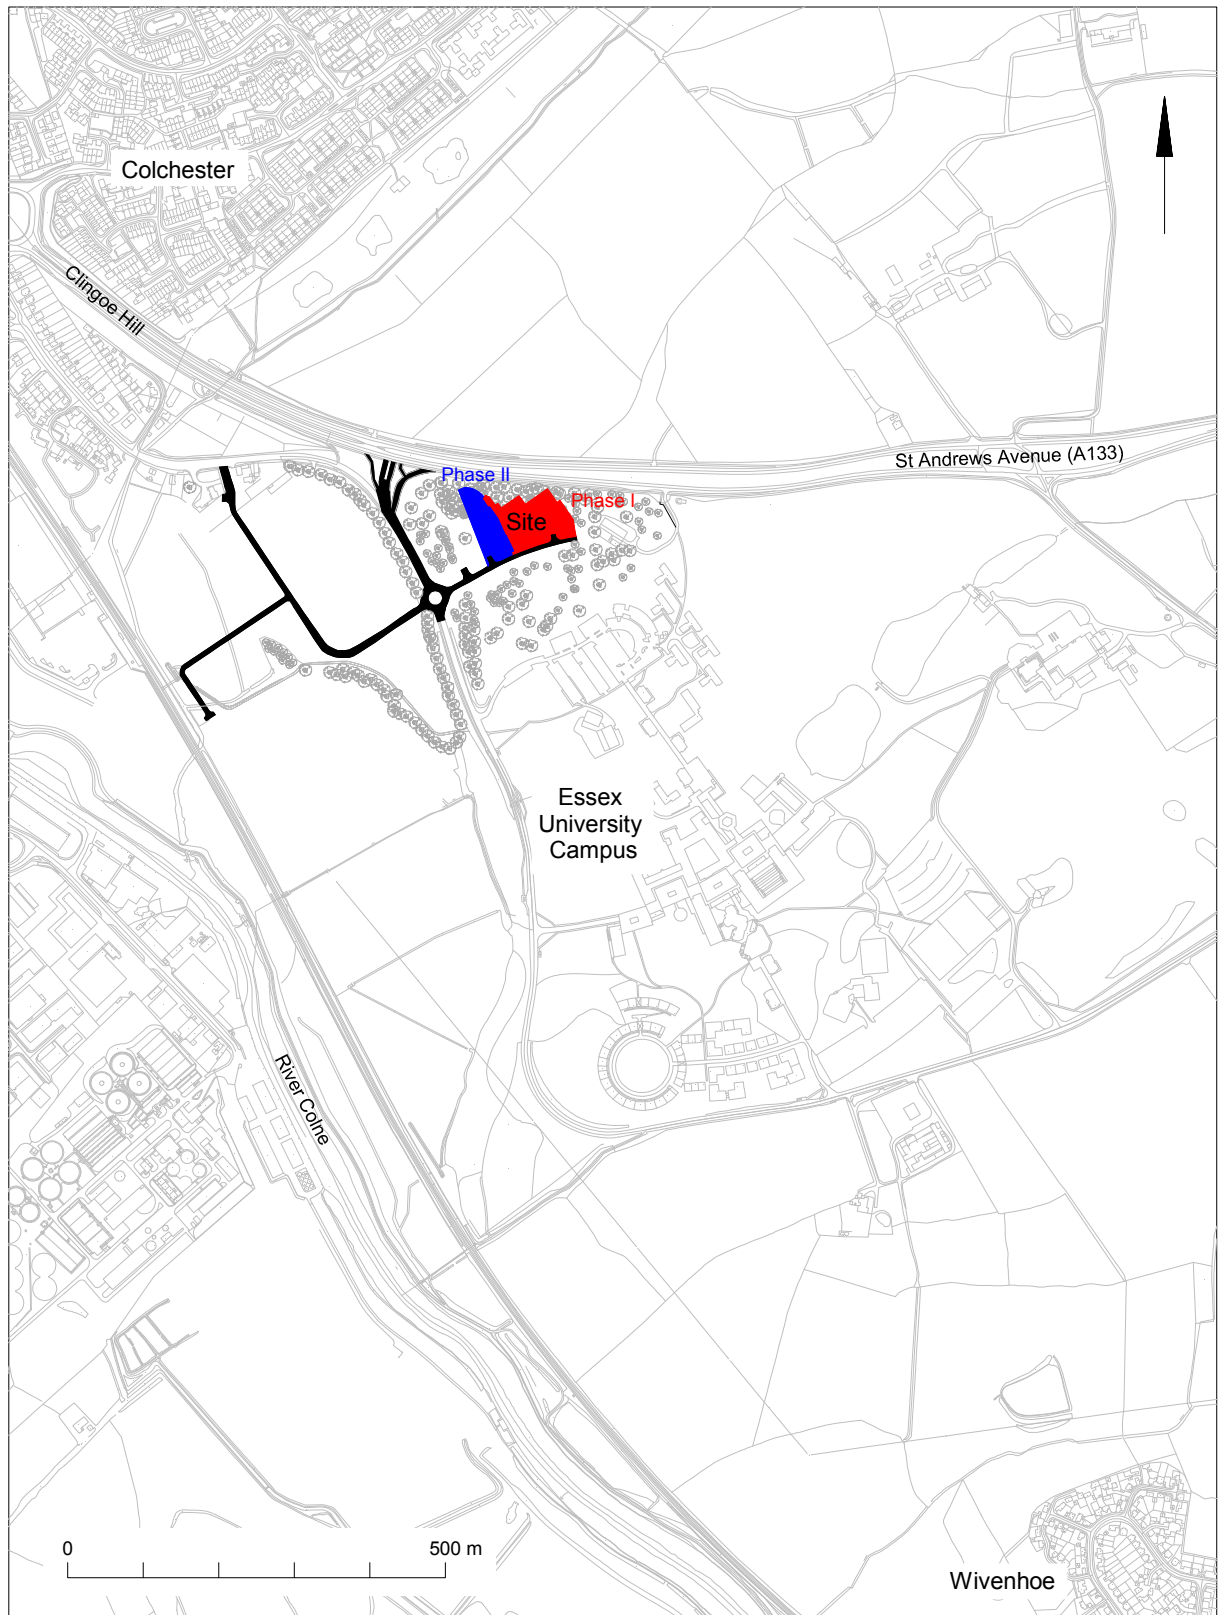 Colchester
Clingoe Hill
St Andrews Avenue (A133)
Phase II
Phase I
Site
Essex
University
Campus
River Colne
0
500 m
Wivenhoe